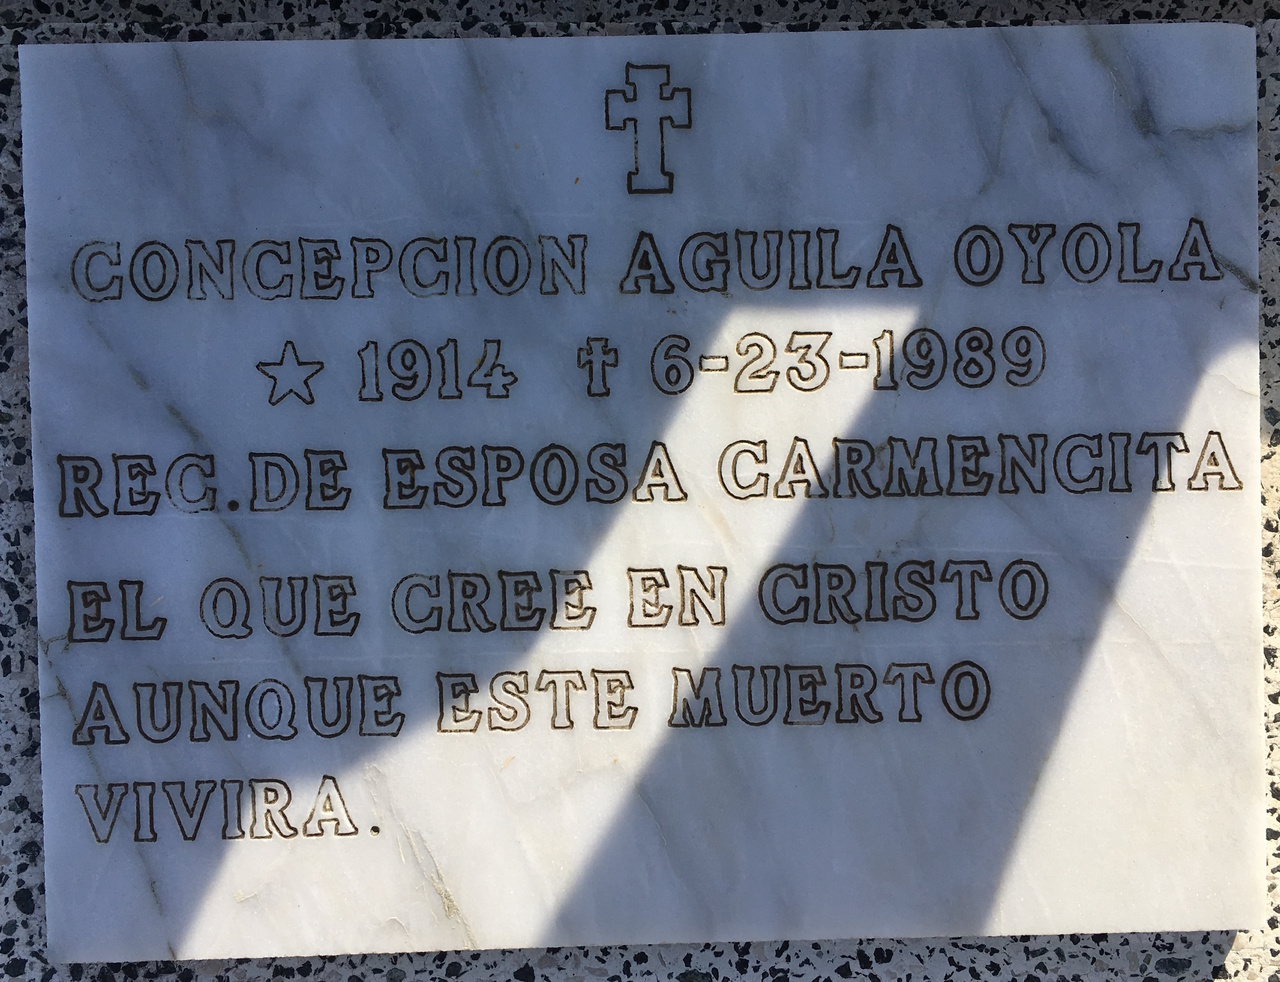 CONCEPCION AGUILA OYOLA
☆ 1914 ✝ 6-23-1989
REC.DE ESPOSA CARMENCITA
EL QUE CREE EN CRISTO
AUNQUE ESTE MUERTO
VIVIRA.